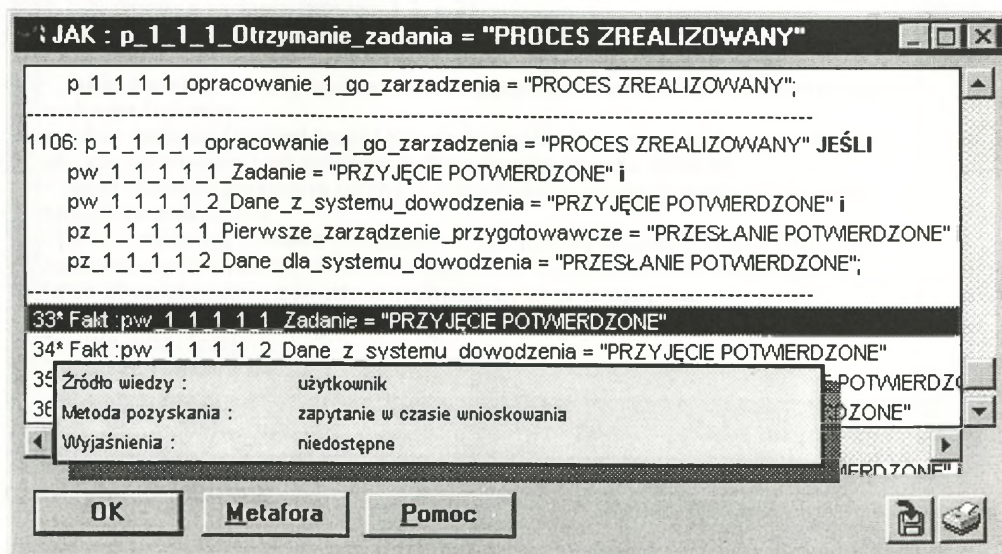 JAK : p_1_1_1_Otrzymanie_zadania = "PROCES ZREALIZOWANY"
p_1_1_1_1_opracowanie_1_go_zarzadzenia = "PROCES ZREALIZOWANY";
1106: p_1_1_1_1_opracowanie_1_go_zarzadzenia = "PROCES ZREALIZOWANY" JEŚLI
pw_1_1_1_1_1_Zadanie = "PRZYJĘCIE POTWIERDZONE" i
pw_1_1_1_1_2_Dane_z_systemu_dowodzenia = "PRZYJĘCIE POTWIERDZONE" i
pz_1_1_1_1_1_Pierwsze_zarządzenie_przygotowawcze = "PRZESŁANIE POTWIERDZONE" i
pz_1_1_1_1_2_Dane_dla_systemu_dowodzenia = "PRZESŁANIE POTWIERDZONE";
33* Fakt :pw_1_1_1_1_1_Zadanie = "PRZYJĘCIE POTWIERDZONE"
34* Fakt :pw_1_1_1_1_2_Dane_z_systemu_dowodzenia = "PRZYJĘCIE POTWIERDZONE"
35
36
Źródło wiedzy : użytkownik
Metoda pozyskania : zapytanie w czasie wnioskowania
Wyjaśnienia : niedostępne
OK Metafora Pomoc